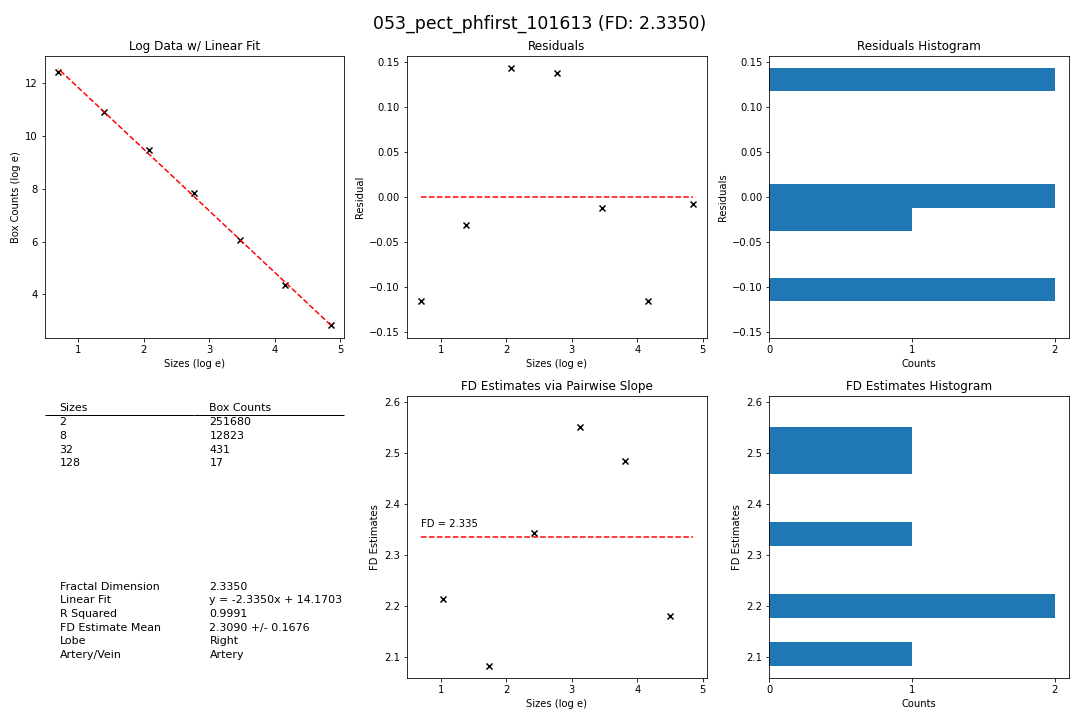 053_pect_phfirst_101613 (FD: 2.3350)
Log Data w/ Linear Fit
Box Counts (log e)
12
10
8
6
4
1 2 3 4 5
Sizes (log e)
Residuals
Residual
0.15
0.10
0.05
0.00
−0.05
−0.10
−0.15
1 2 3 4 5
Sizes (log e)
Residuals Histogram
Residuals
0.15
0.10
0.05
0.00
−0.05
−0.10
−0.15
0 1 2
Counts
Sizes Box Counts
2 251680
8 12823
32 431
128 17
Fractal Dimension 2.3350
Linear Fit y = -2.3350x + 14.1703
R Squared 0.9991
FD Estimate Mean 2.3090 +/- 0.1676
Lobe Right
Artery/Vein Artery
FD Estimates via Pairwise Slope
FD Estimates
2.6
2.5
2.4
2.3
2.2
2.1
FD = 2.335
1 2 3 4 5
Sizes (log e)
FD Estimates Histogram
FD Estimates
2.6
2.5
2.4
2.3
2.2
2.1
0 1 2
Counts